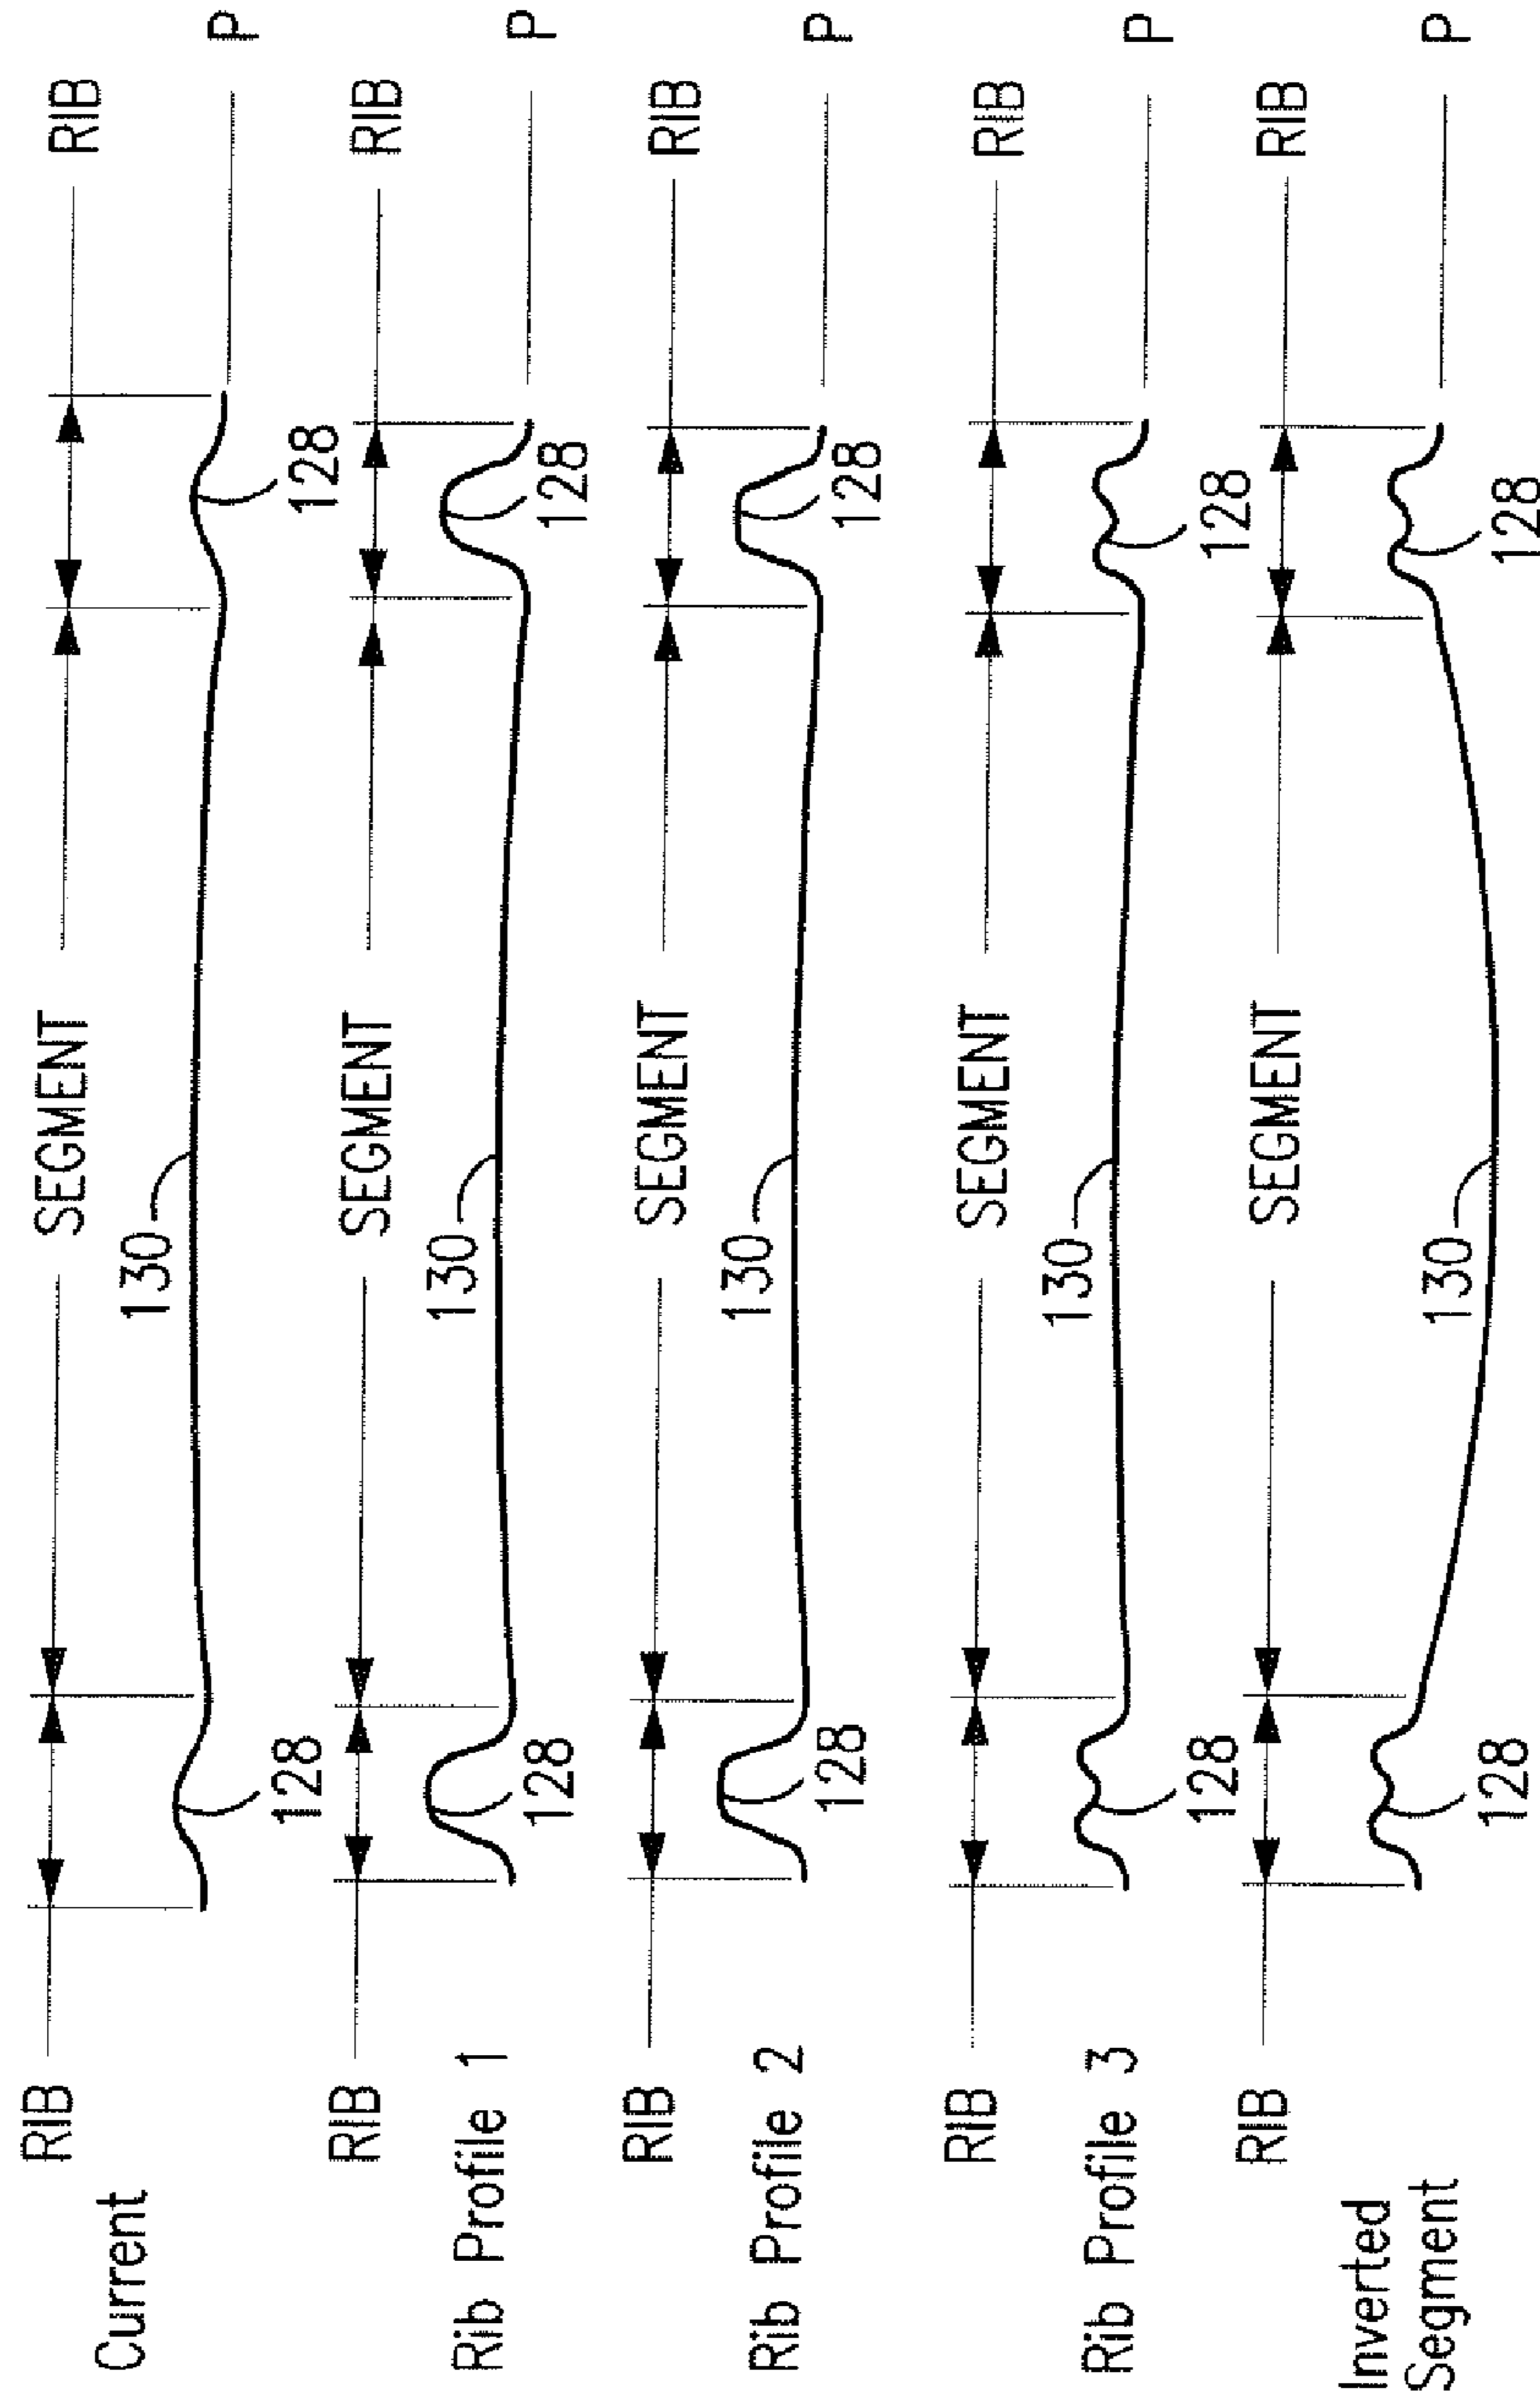 RIB SEGMENT RIB
Current 128 130 128 P
RIB SEGMENT RIB
Rib Profile 1 128 130 128 P
RIB SEGMENT RIB
Rib Profile 2 128 130 128 P
RIB SEGMENT RIB
Rib Profile 3 128 130 128 P
RIB SEGMENT RIB
Inverted
Segment 128 130 128 P